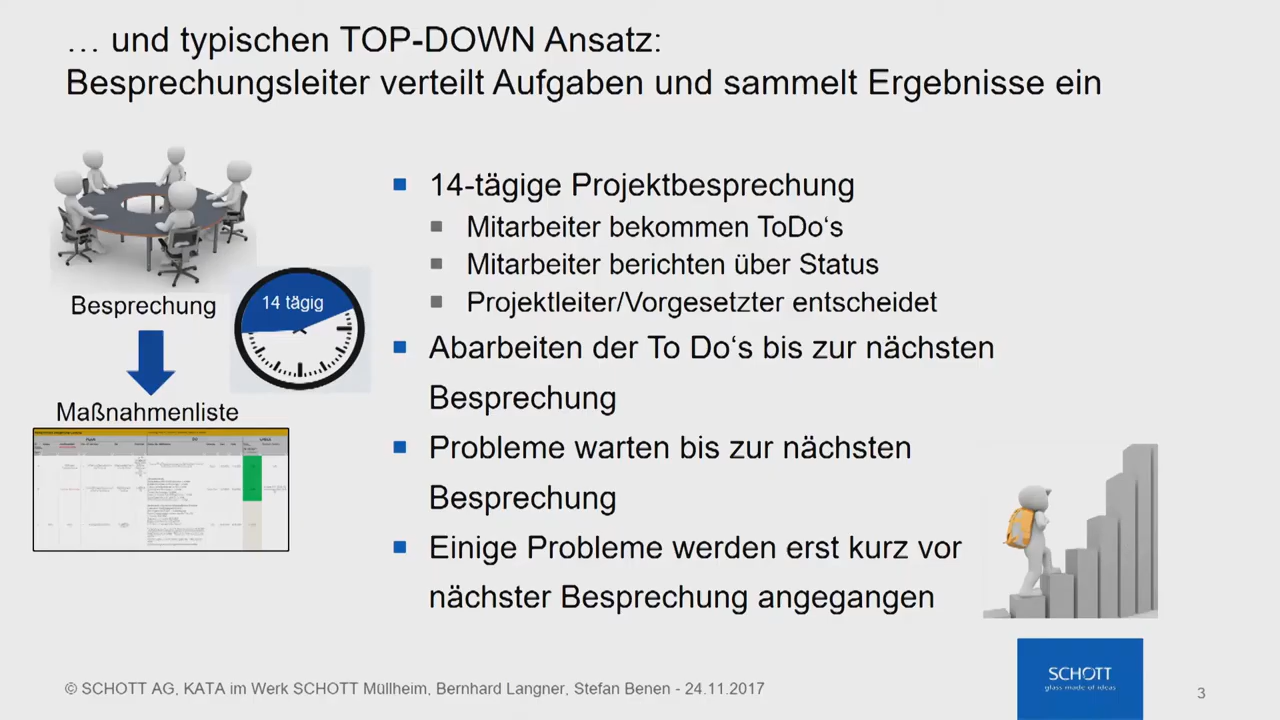 … und typischen TOP-DOWN Ansatz:
Besprechungsleiter verteilt Aufgaben und sammelt Ergebnisse ein
Besprechung
14 tägig
Maßnahmenliste
14-tägige Projektbesprechung
Mitarbeiter bekommen ToDo‘s
Mitarbeiter berichten über Status
Projektleiter/Vorgesetzter entscheidet
Abarbeiten der To Do‘s bis zur nächsten
Besprechung
Probleme warten bis zur nächsten
Besprechung
Einige Probleme werden erst kurz vor
nächster Besprechung angegangen
SCHOTT
glass made of ideas
© SCHOTT AG, KATA im Werk SCHOTT Müllheim, Bernhard Langner, Stefan Benen - 24.11.2017
3